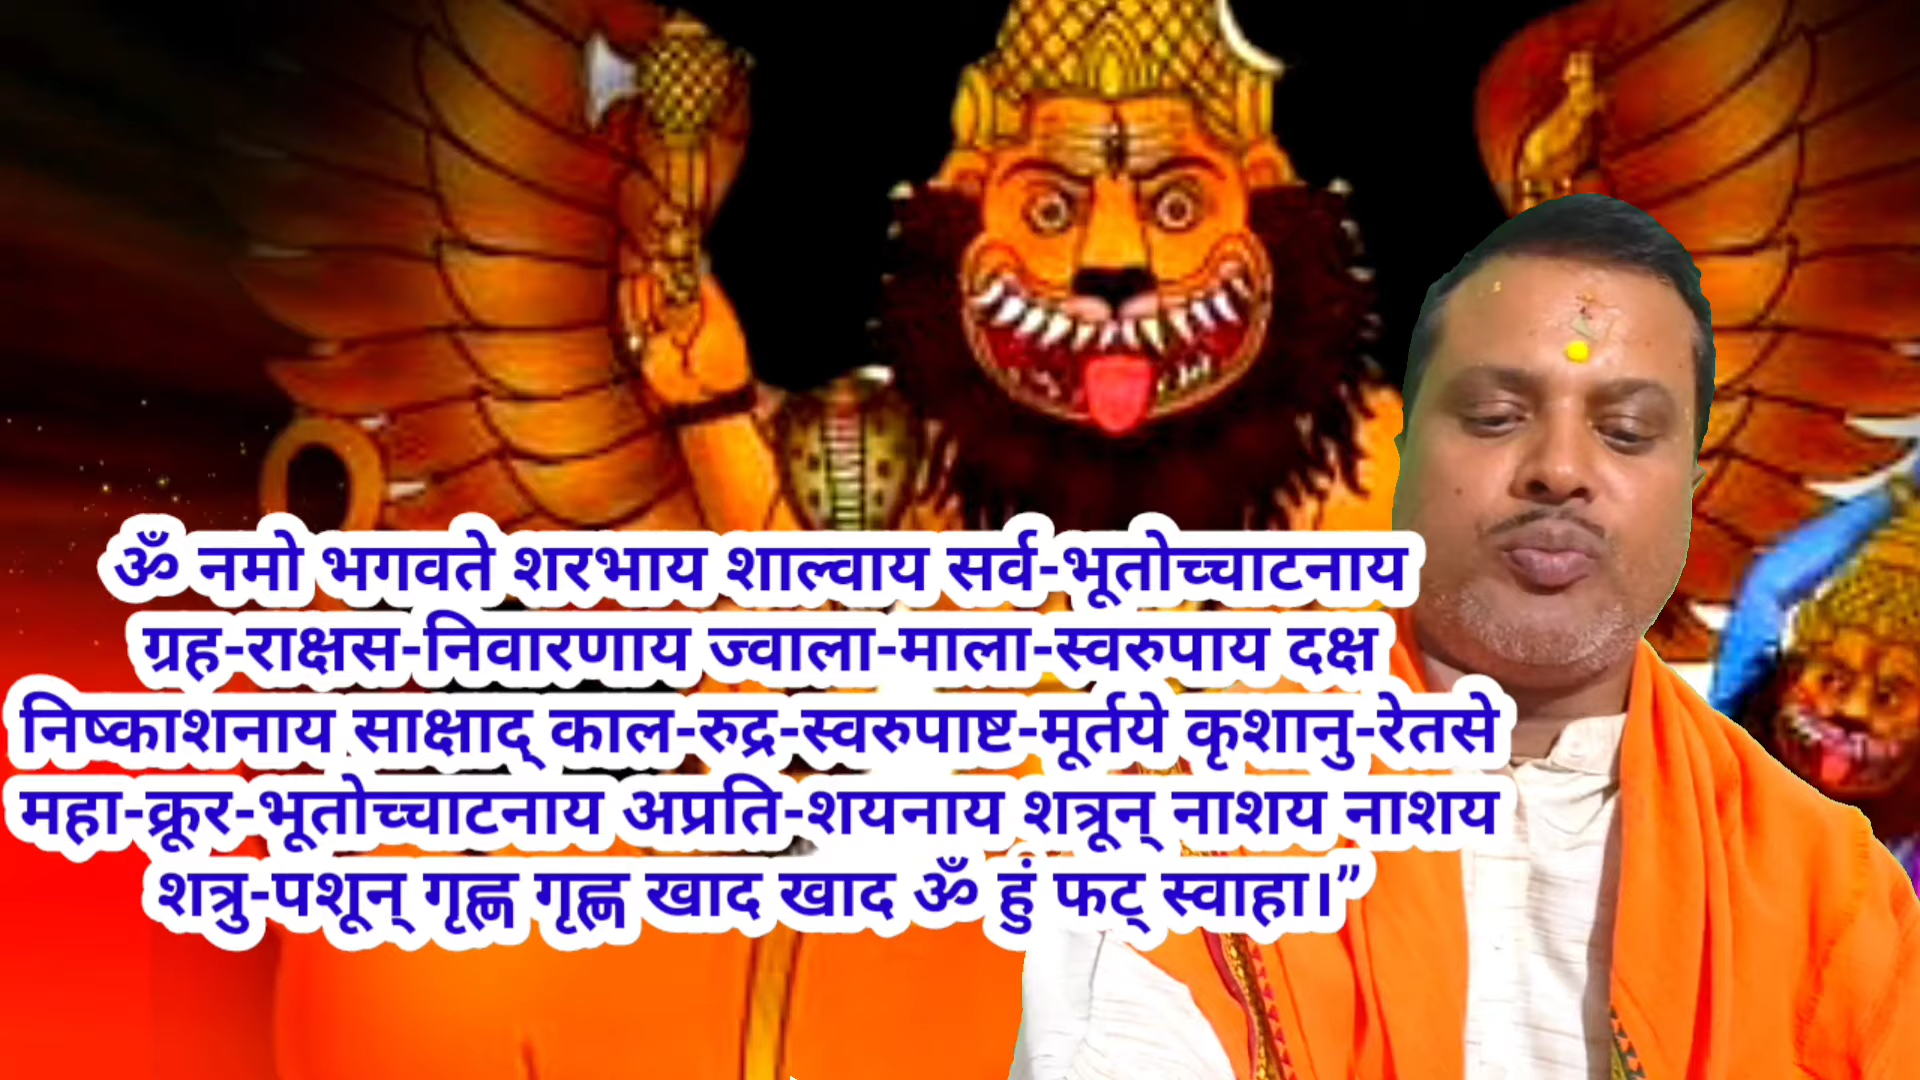 ॐ नमो भगवते शरभाय शाल्वाय सर्व-भूतोच्चाटनाय
ग्रह-राक्षस-निवारणाय ज्वाला-माला-स्वरुपाय दक्ष
निष्काशनाय साक्षाद् काल-रुद्र-स्वरुपाष्ट-मूर्तये कृशानु-रेतसे
महा-क्रूर-भूतोच्चाटनाय अप्रति-शयनाय शत्रून् नाशय नाशय
शत्रु-पशून् गृह्ण गृह्ण खाद खाद ॐ हुं फट् स्वाहा।”